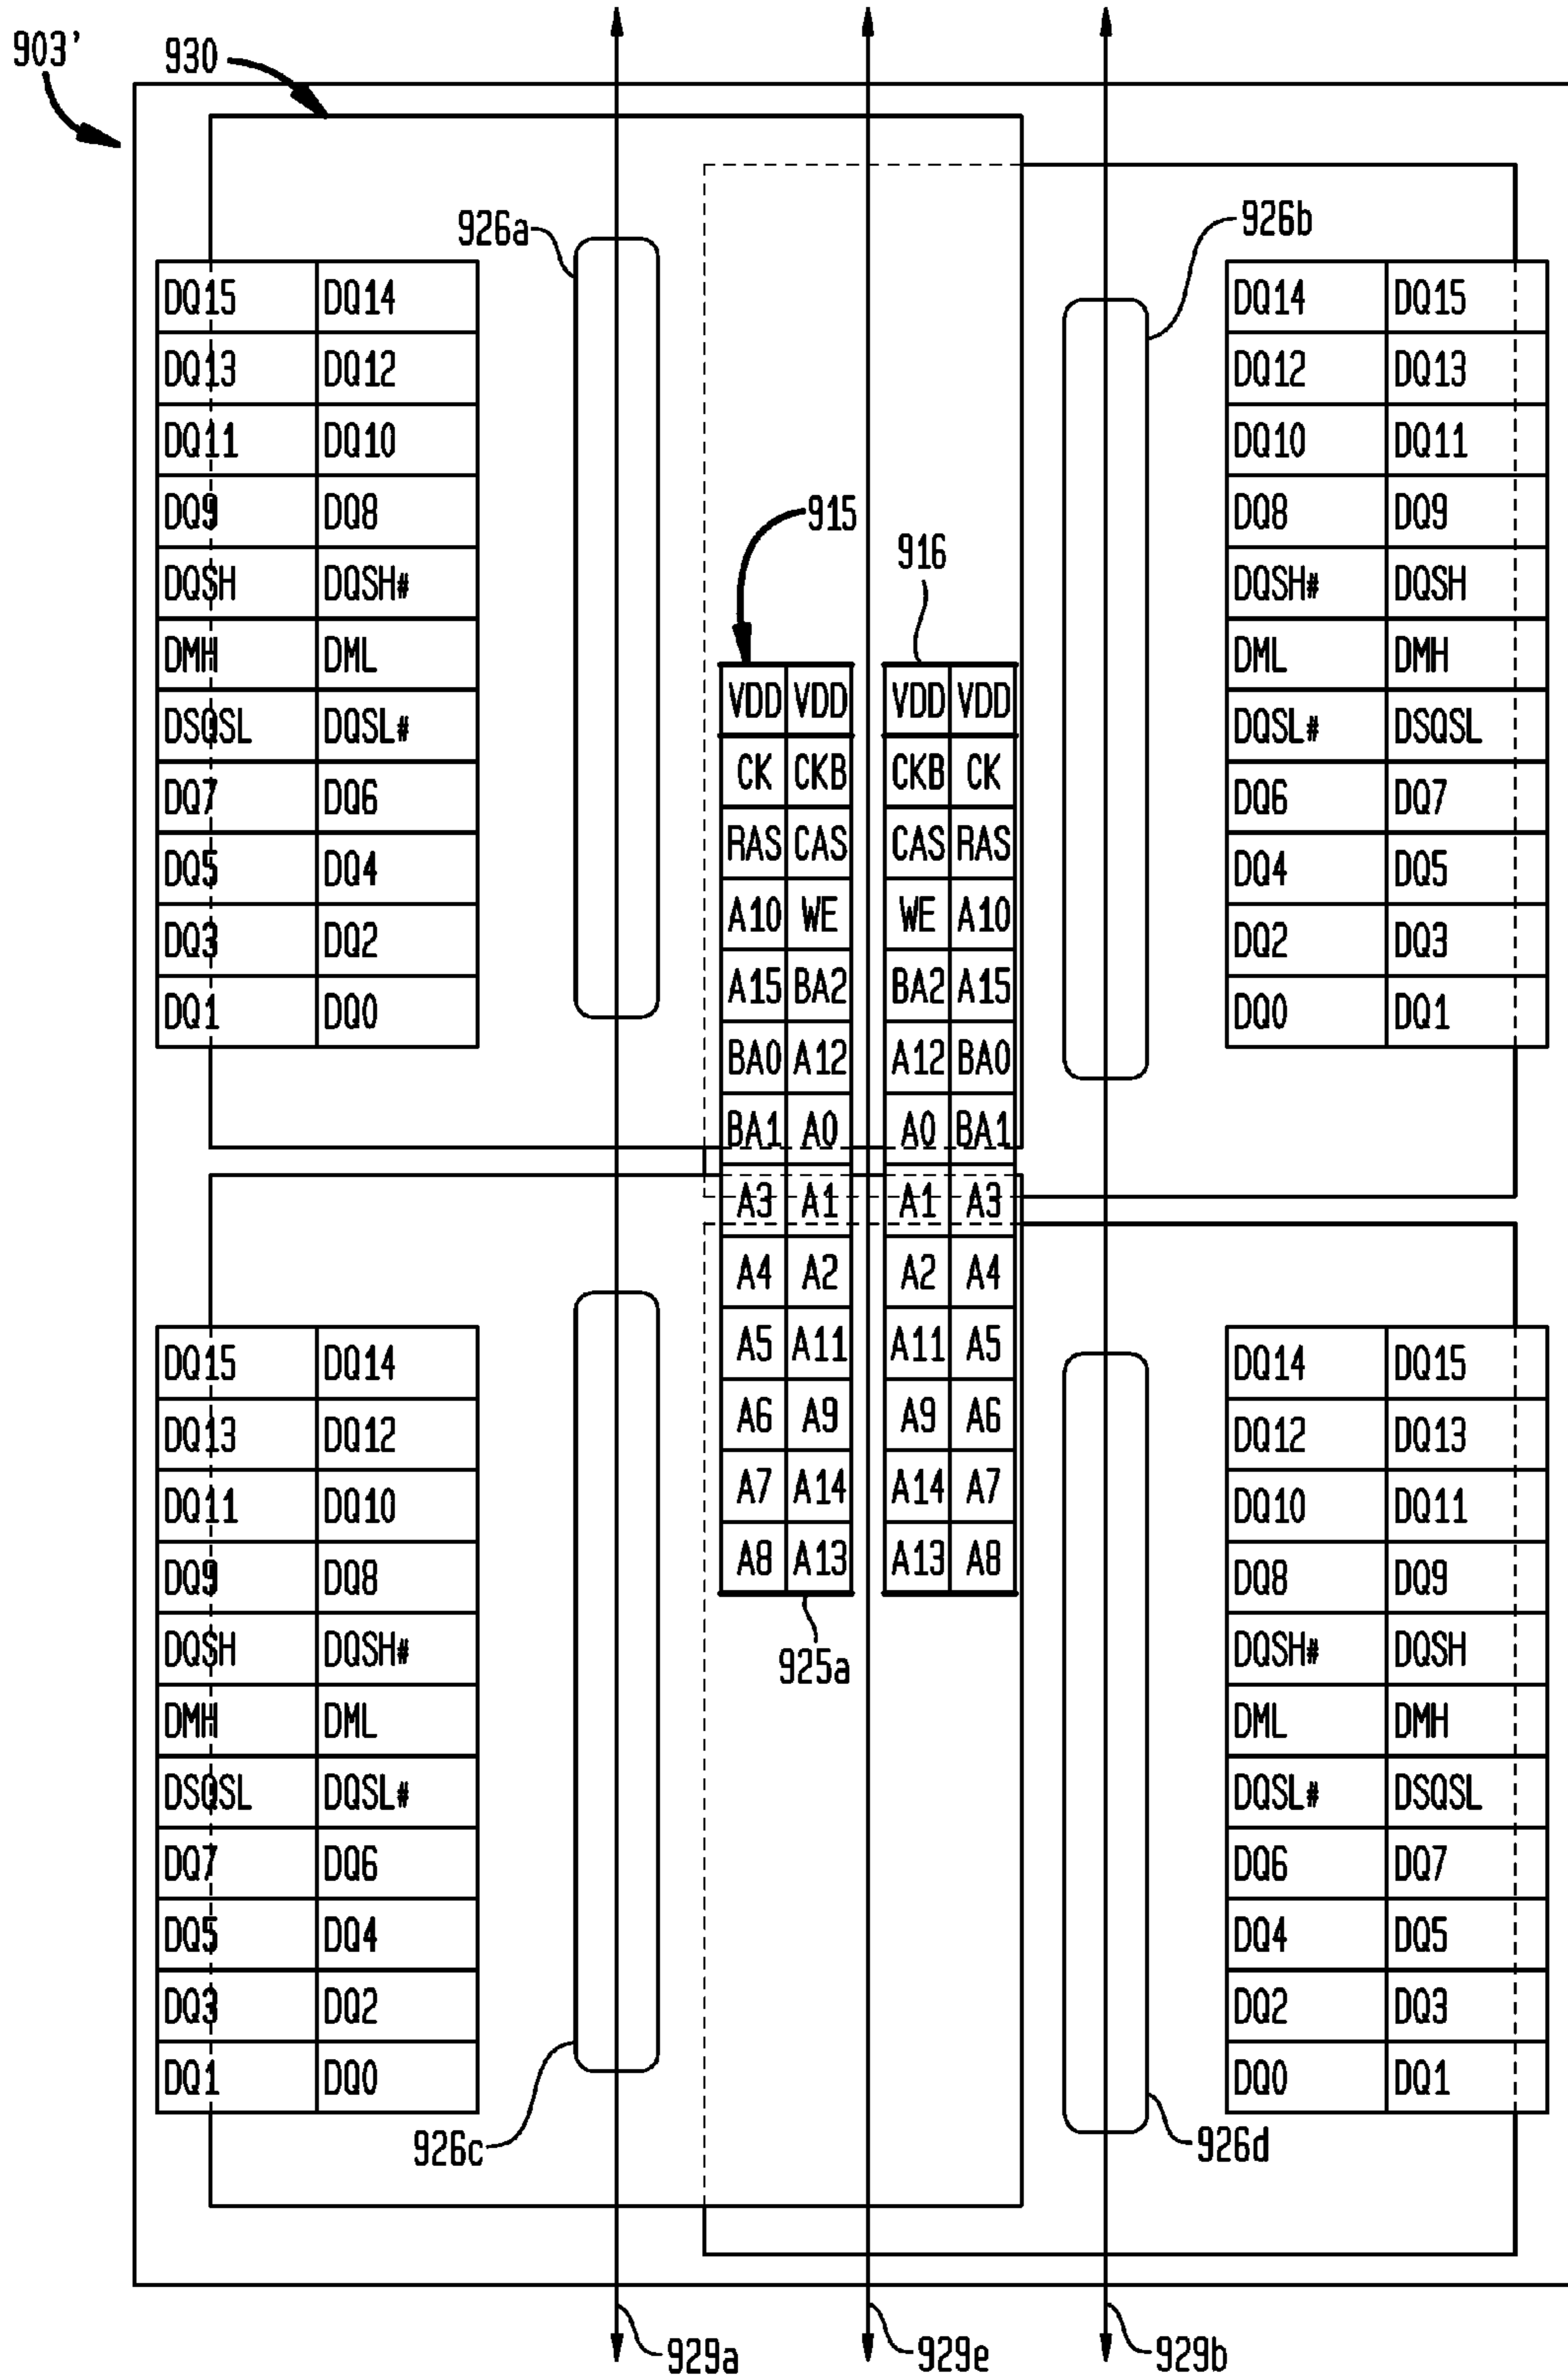 903'
930
926a
926b
DQ15 DQ14
DQ13 DQ12
DQ11 DQ10
DQ9 DQ8
DQSH DQSH#
DMH DML
DSQSL DQSL#
DQ7 DQ6
DQ5 DQ4
DQ3 DQ2
DQ1 DQ0
915
916
VDD VDD
CK CKB
RAS CAS
A10 WE
A15 BA2
BA0 A12
BA1 A0
A3 A1
A4 A2
A5 A11
A6 A9
A7 A14
A8 A13
925a
VDD VDD
CKB CK
CAS RAS
WE A10
BA2 A15
A12 BA0
A0 BA1
A1 A3
A2 A4
A11 A5
A9 A6
A14 A7
A13 A8
DQ14 DQ15
DQ12 DQ13
DQ10 DQ11
DQ8 DQ9
DQSH# DQSH
DML DMH
DQSL# DSQSL
DQ6 DQ7
DQ4 DQ5
DQ2 DQ3
DQ0 DQ1
DQ15 DQ14
DQ13 DQ12
DQ11 DQ10
DQ9 DQ8
DQSH DQSH#
DMH DML
DSQSL DQSL#
DQ7 DQ6
DQ5 DQ4
DQ3 DQ2
DQ1 DQ0
DQ14 DQ15
DQ12 DQ13
DQ10 DQ11
DQ8 DQ9
DQSH# DQSH
DML DMH
DQSL# DSQSL
DQ6 DQ7
DQ4 DQ5
DQ2 DQ3
DQ0 DQ1
926c
926d
929a
929e
929b